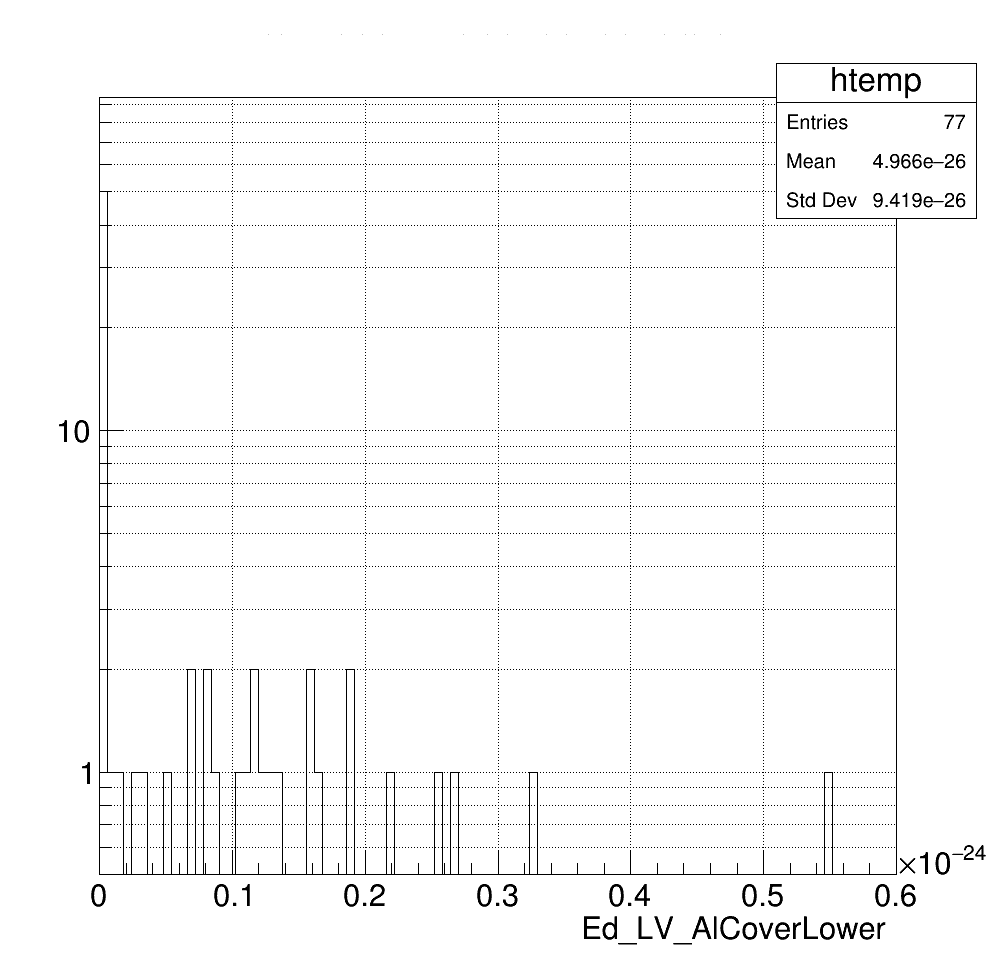 htemp
Entries 77
Mean 4.966e−26
Std Dev 9.419e−26
10
1
0 0.1 0.2 0.3 0.4 0.5 0.6
×10⁻²⁴
Ed_LV_AlCoverLower